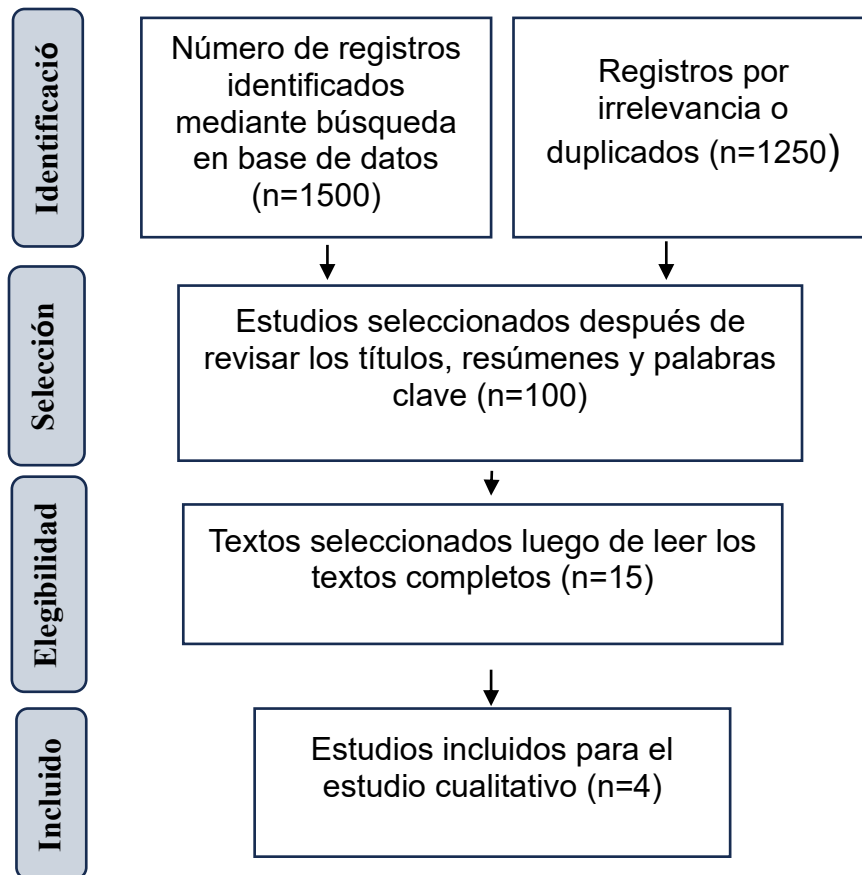 Identificació
Número de registros
identificados
mediante búsqueda
en base de datos
(n=1500)
Registros por
irrelevancia o
duplicados (n=1250)
Selección
Estudios seleccionados después de
revisar los títulos, resúmenes y palabras
clave (n=100)
Elegibilidad
Textos seleccionados luego de leer los
textos completos (n=15)
Incluido
Estudios incluidos para el
estudio cualitativo (n=4)